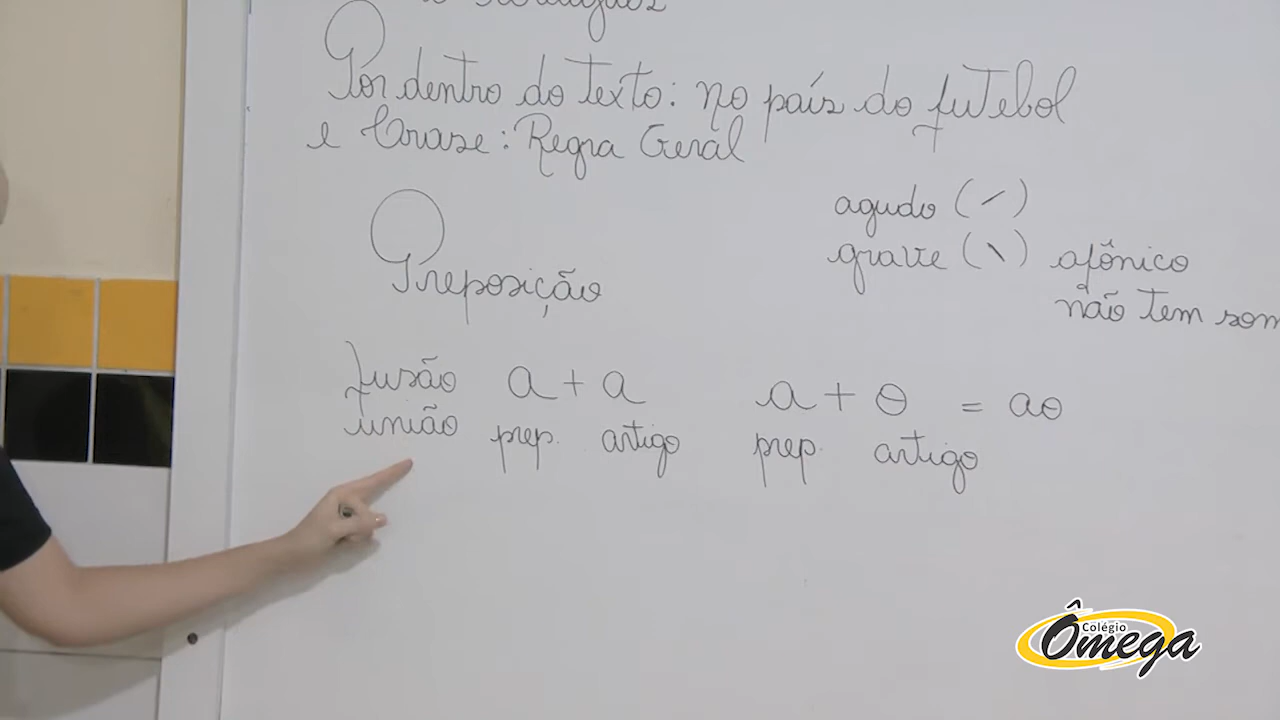 Por dentro do texto: no país do futebol
e Crase: Regra Geral
agudo (´)
grave (`) afônico
não tem som
Preposição
fusão a + a
união prep. artigo
a + o = ao
prep. artigo
Colégio
Ômega